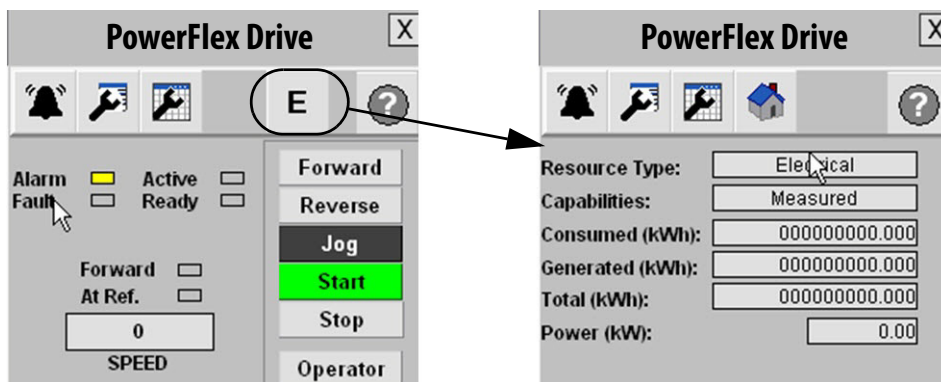 PowerFlex Drive X
E ?
Alarm Active
Fault Ready
Forward
At Ref.
0
SPEED
Forward
Reverse
Jog
Start
Stop
Operator
PowerFlex Drive X
?
Resource Type: Electrical
Capabilities: Measured
Consumed (kWh): 000000000.000
Generated (kWh): 000000000.000
Total (kWh): 000000000.000
Power (kW): 0.00